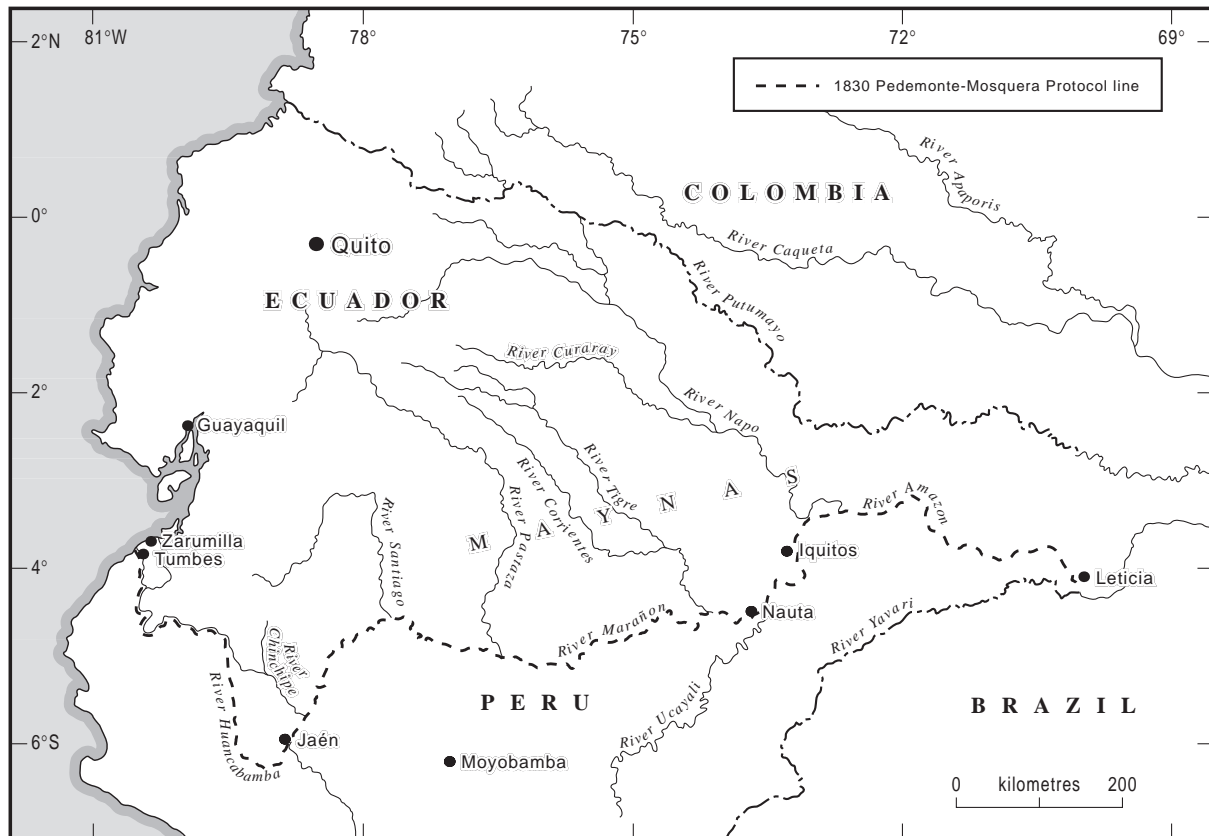 81°W
78°
75°
72°
69°
2°N
1830 Pedemonte-Mosquera Protocol line
River Apaporis
COLOMBIA
0°
Quito
River Caqueta
ECUADOR
River Putumayo
River Curaray
2°
River Napo
Guayaquil
River Tigre
MAYNAS
River Corrientes
River Amazon
River Santiago
River Pastaza
Zarumilla
Iquitos
Tumbes
4°
Leticia
Nauta
River Marañon
River Yavari
River
Chinchipe
PERU
BRAZIL
River Ucayali
River Huancabamba
Jaén
6°S
Moyobamba
0 kilometres 200